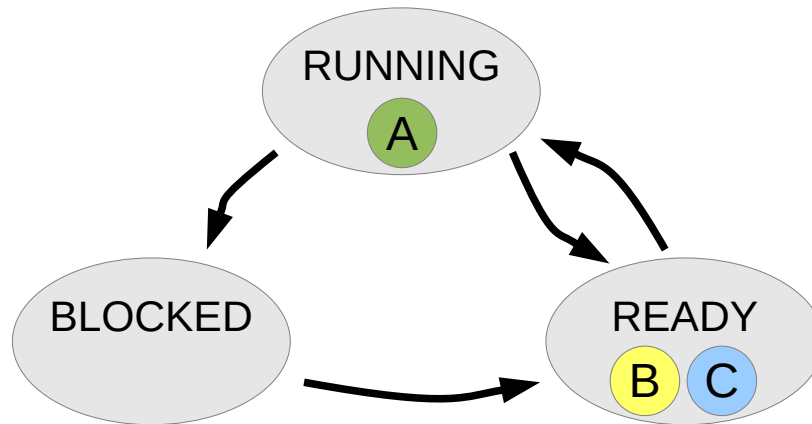 RUNNING
A
BLOCKED
READY
B C